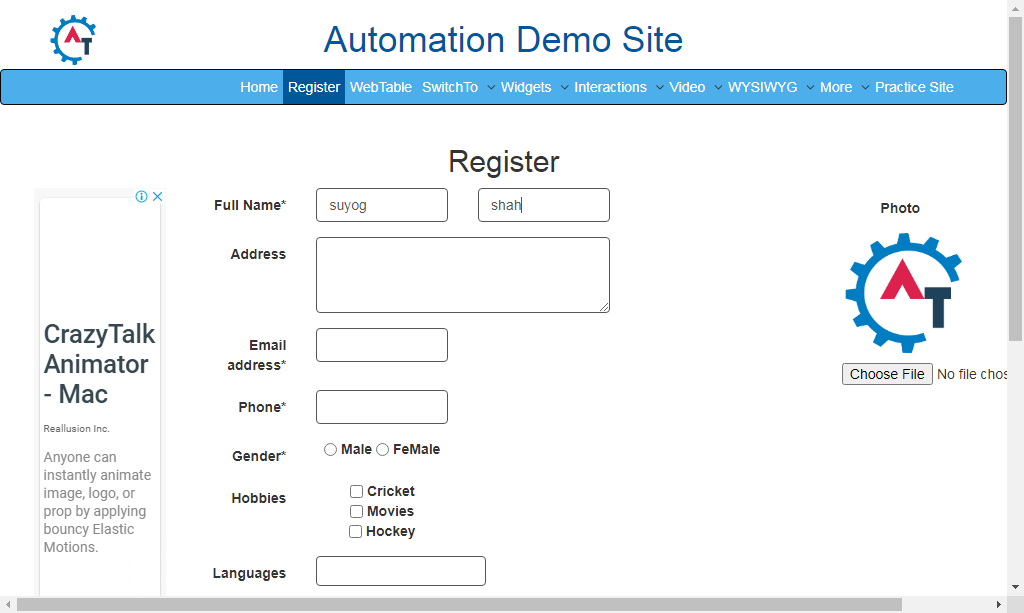 Automation Demo Site
Home Register WebTable SwitchTo Widgets Interactions Video WYSIWYG More Practice Site
Register
Full Name* suyog shah
Address
Email
address*
Phone*
Gender* Male FeMale
Hobbies Cricket
Movies
Hockey
Languages
Photo
AT
Choose File No file chos
CrazyTalk
Animator
- Mac
Reallusion Inc.
Anyone can
instantly animate
image, logo, or
prop by applying
bouncy Elastic
Motions.